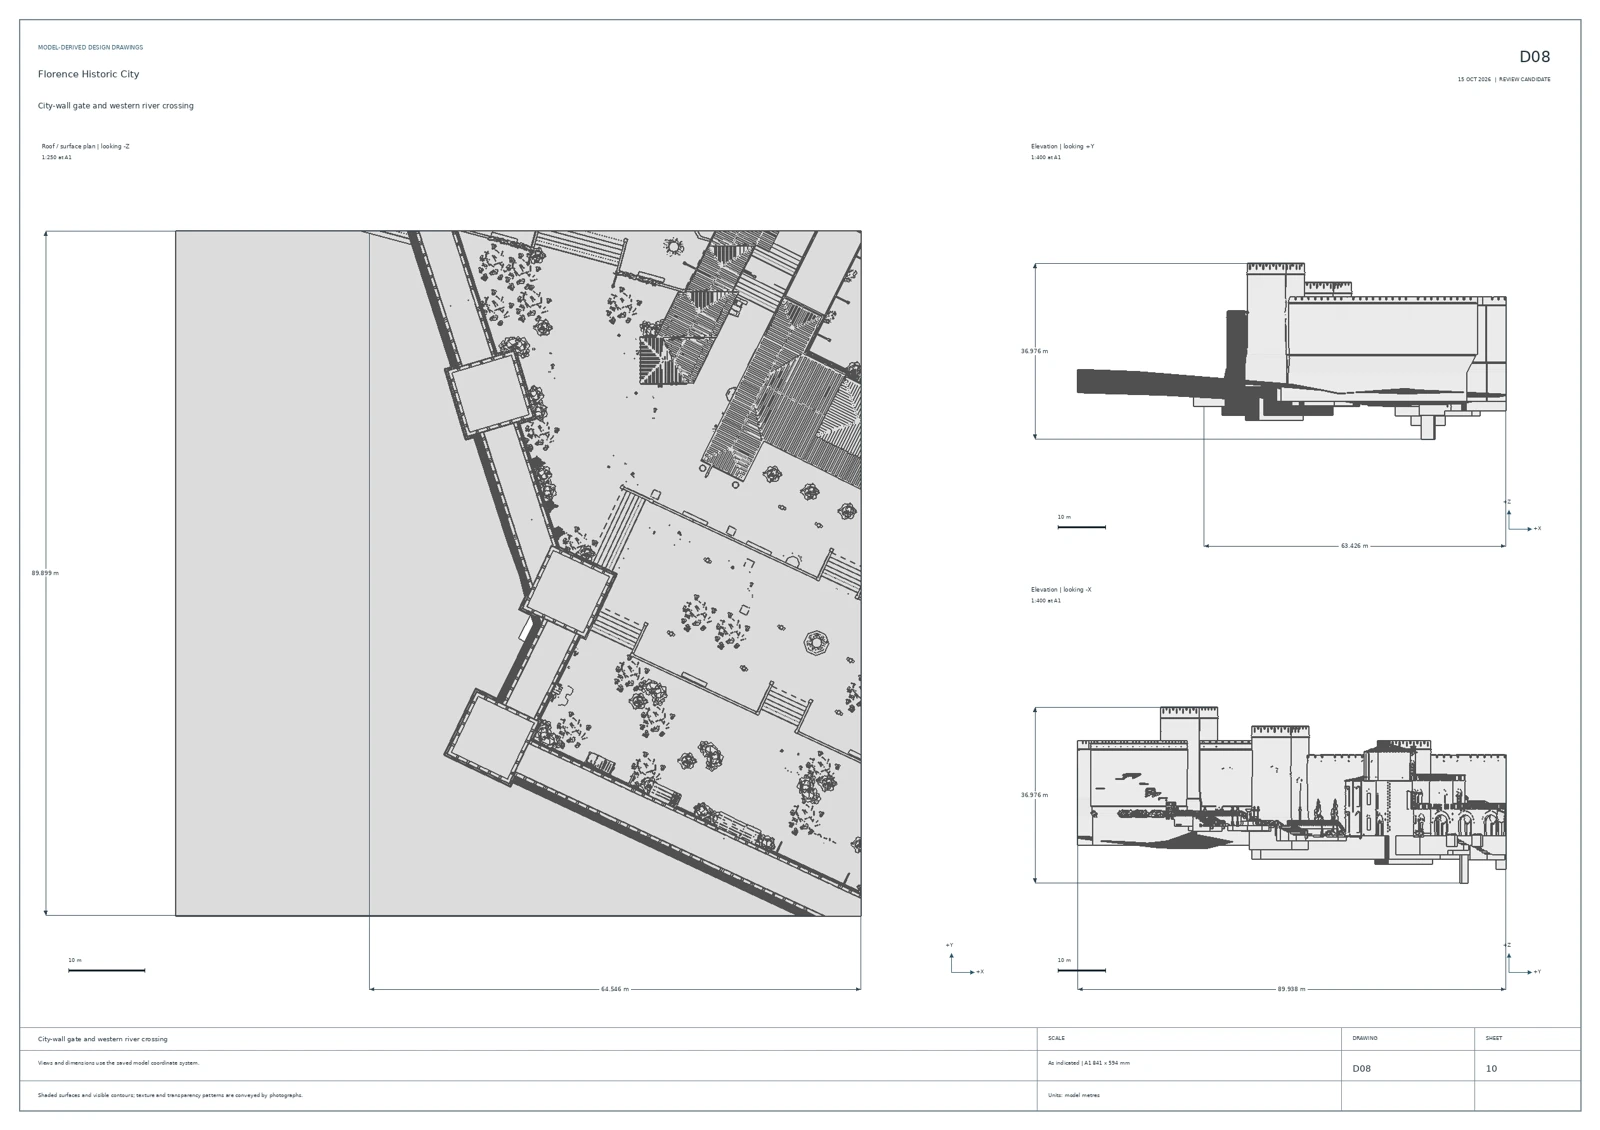 MODEL-DERIVED DESIGN DRAWINGS
Florence Historic City
City-wall gate and western river crossing
D08
15 OCT 2026 | REVIEW CANDIDATE
Roof / surface plan | looking -Z
1:250 at A1
89.899 m
10 m
64.546 m
+Y
+X
Elevation | looking +Y
1:400 at A1
36.976 m
10 m
63.426 m
+Z
+X
Elevation | looking -X
1:400 at A1
36.976 m
10 m
89.938 m
+Z
+Y
City-wall gate and western river crossing
Views and dimensions use the saved model coordinate system.
Shaded surfaces and visible contours; texture and transparency patterns are conveyed by photographs.
SCALE
As indicated | A1 841 x 594 mm
Units: model metres
DRAWING
D08
SHEET
10